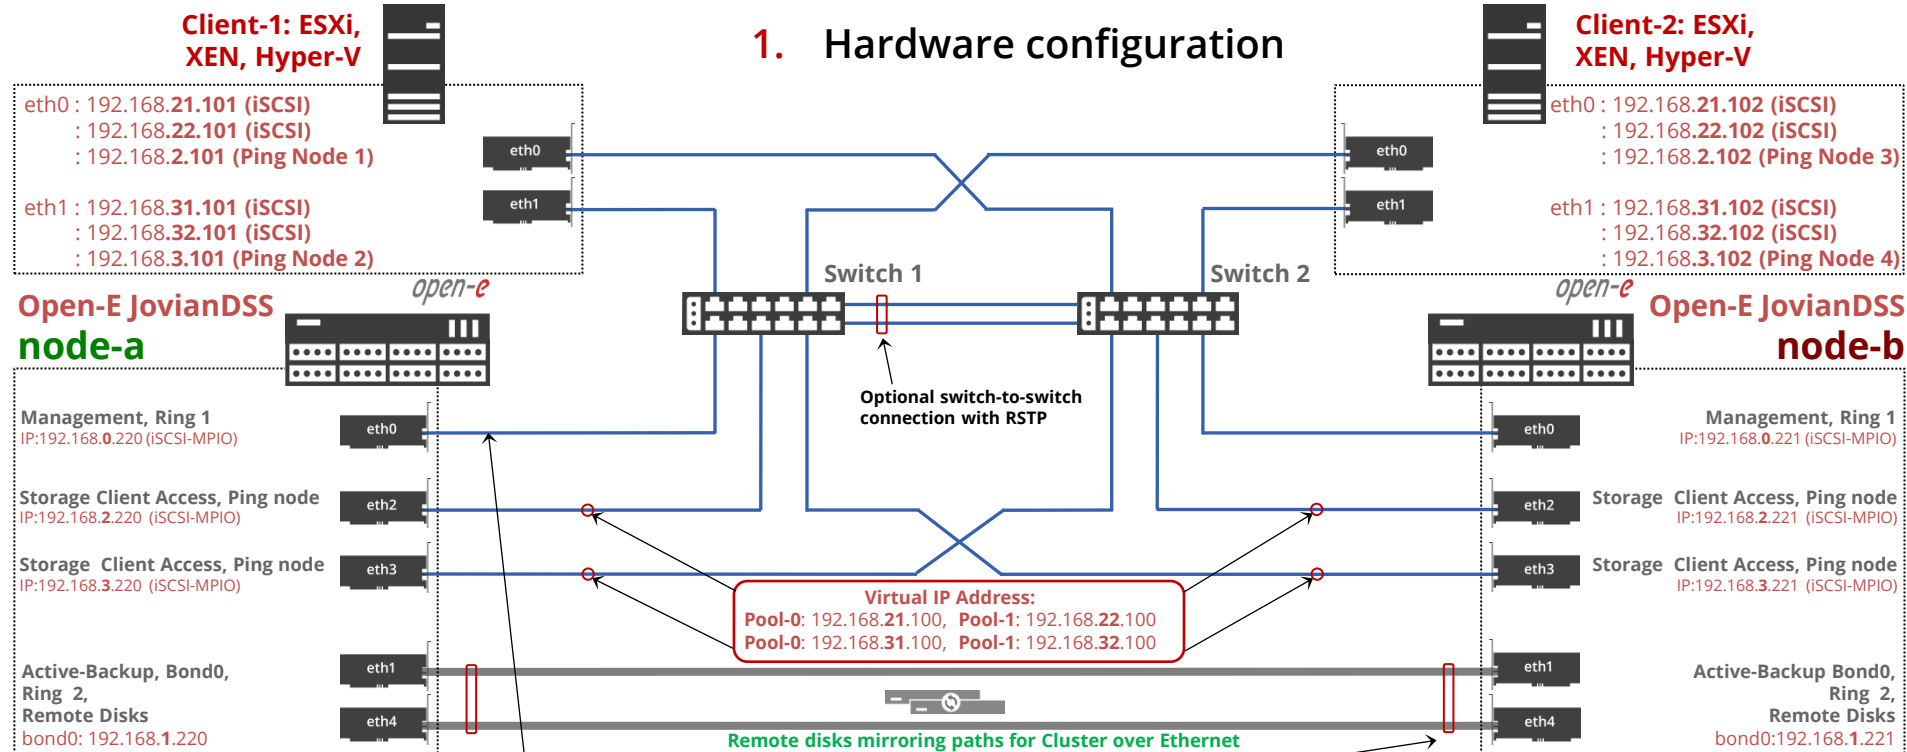 1. Hardware configuration
Client-1: ESXi,
XEN, Hyper-V
eth0 : 192.168.21.101 (iSCSI)
: 192.168.22.101 (iSCSI)
: 192.168.2.101 (Ping Node 1)
eth1 : 192.168.31.101 (iSCSI)
: 192.168.32.101 (iSCSI)
: 192.168.3.101 (Ping Node 2)
eth0
eth1
Client-2: ESXi,
XEN, Hyper-V
eth0 : 192.168.21.102 (iSCSI)
: 192.168.22.102 (iSCSI)
: 192.168.2.102 (Ping Node 3)
eth1 : 192.168.31.102 (iSCSI)
: 192.168.32.102 (iSCSI)
: 192.168.3.102 (Ping Node 4)
eth0
eth1
Switch 1
Switch 2
Optional switch-to-switch
connection with RSTP
open-e
Open-E JovianDSS
node-a
Management, Ring 1
IP:192.168.0.220 (iSCSI-MPIO)
eth0
Storage Client Access, Ping node
IP:192.168.2.220 (iSCSI-MPIO)
eth2
Storage Client Access, Ping node
IP:192.168.3.220 (iSCSI-MPIO)
eth3
Active-Backup, Bond0,
Ring 2,
Remote Disks
bond0: 192.168.1.220
eth1
eth4
open-e
Open-E JovianDSS
node-b
Management, Ring 1
IP:192.168.0.221 (iSCSI-MPIO)
eth0
Storage Client Access, Ping node
IP:192.168.2.221 (iSCSI-MPIO)
eth2
Storage Client Access, Ping node
IP:192.168.3.221 (iSCSI-MPIO)
eth3
Active-Backup Bond0,
Ring 2,
Remote Disks
bond0:192.168.1.221
eth1
eth4
Virtual IP Address:
Pool-0: 192.168.21.100, Pool-1: 192.168.22.100
Pool-0: 192.168.31.100, Pool-1: 192.168.32.100
Remote disks mirroring paths for Cluster over Ethernet